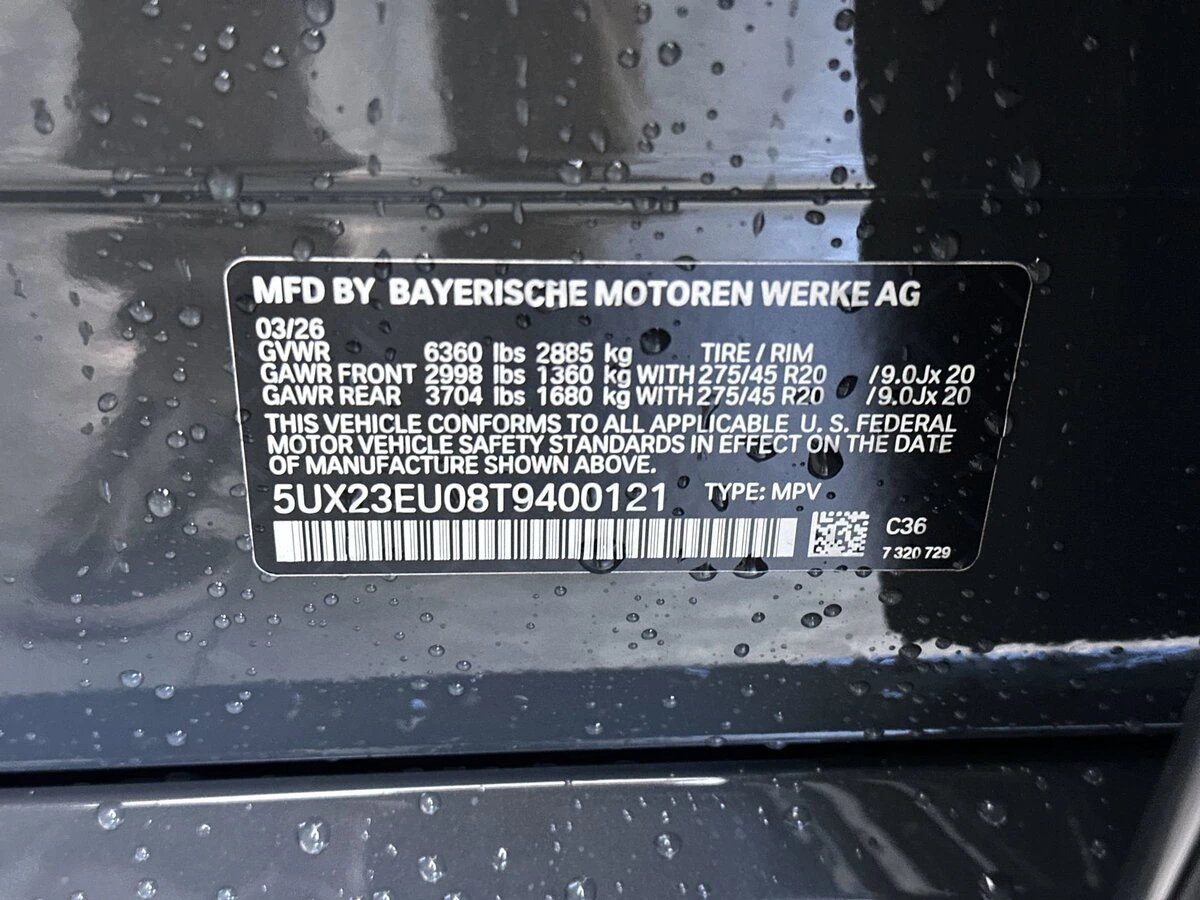 MFD BY BAYERISCHE MOTOREN WERKE AG
03/26
GVWR 6360 lbs 2885 kg TIRE / RIM
GAWR FRONT 2998 lbs 1360 kg WITH 275/45 R20 /9.0Jx 20
GAWR REAR 3704 lbs 1680 kg WITH 275/45 R20 /9.0Jx 20
THIS VEHICLE CONFORMS TO ALL APPLICABLE U. S. FEDERAL
MOTOR VEHICLE SAFETY STANDARDS IN EFFECT ON THE DATE
OF MANUFACTURE SHOWN ABOVE.
5UX23EU08T9400121 TYPE: MPV
C36
7 320 729